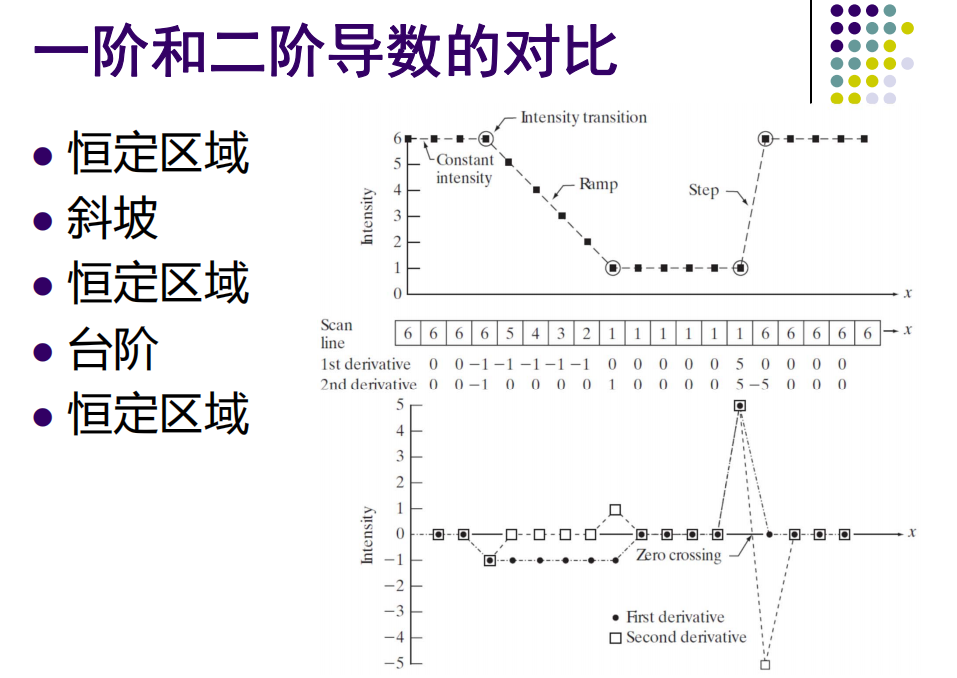 一阶和二阶导数的对比
恒定区域
斜坡
恒定区域
台阶
恒定区域
Intensity transition
6
Constant
intensity
5
Ramp
4
Step
3
2
1
0
x
Intensity
Scan
line
6 6 6 6 5 4 3 2 1 1 1 1 1 1 6 6 6 6 6 x
1st derivative 0 0 −1 −1 −1 −1 −1 0 0 0 0 0 5 0 0 0 0
2nd derivative 0 0 −1 0 0 0 0 1 0 0 0 0 5 −5 0 0 0
5
4
3
2
1
0
x
Zero crossing
−1
−2
−3
−4
−5
Intensity
First derivative
Second derivative